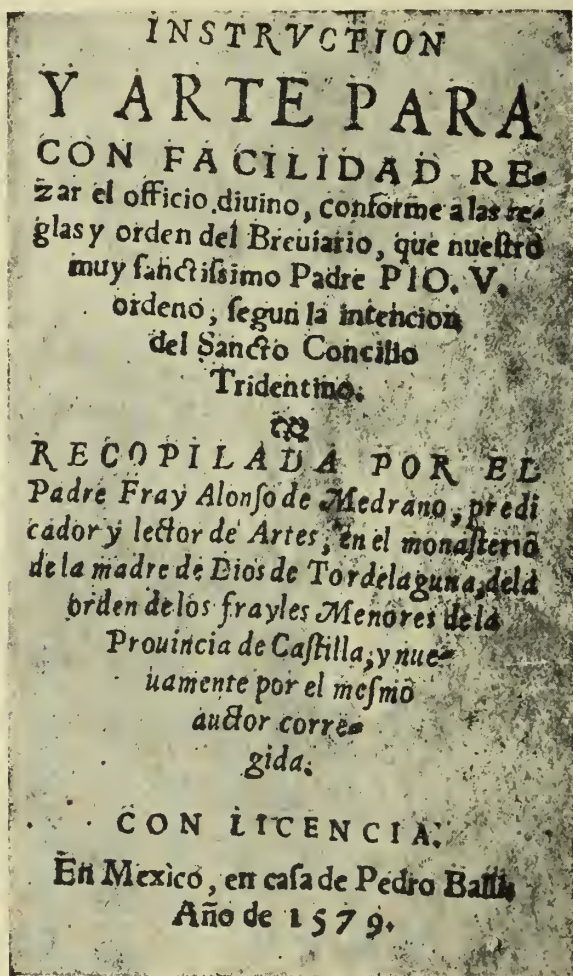 INSTRVCTION
Y ARTE PARA
CON FACILIDAD RE-
zar el officio diuino, conforme a las re-
glas y orden del Breuiario, que nueſtro
muy ſanctiſsimo Padre PIO. V.
ordeno, ſegun la intencion
del Sancto Concilio
Tridentino.
RECOPILADA POR EL
Padre Fray Alonſo de Medrano, predi
cador y lector de Artes, en el monaſterio
de la madre de Dios de Tordelaguna, dela
orden delos frayles Menores dela
Prouincia de Caſtilla, y nue-
uamente por el meſmo
auctor corre-
gida.
CON LICENCIA.
En Mexico, en caſa de Pedro Balli.
Año de 1579.